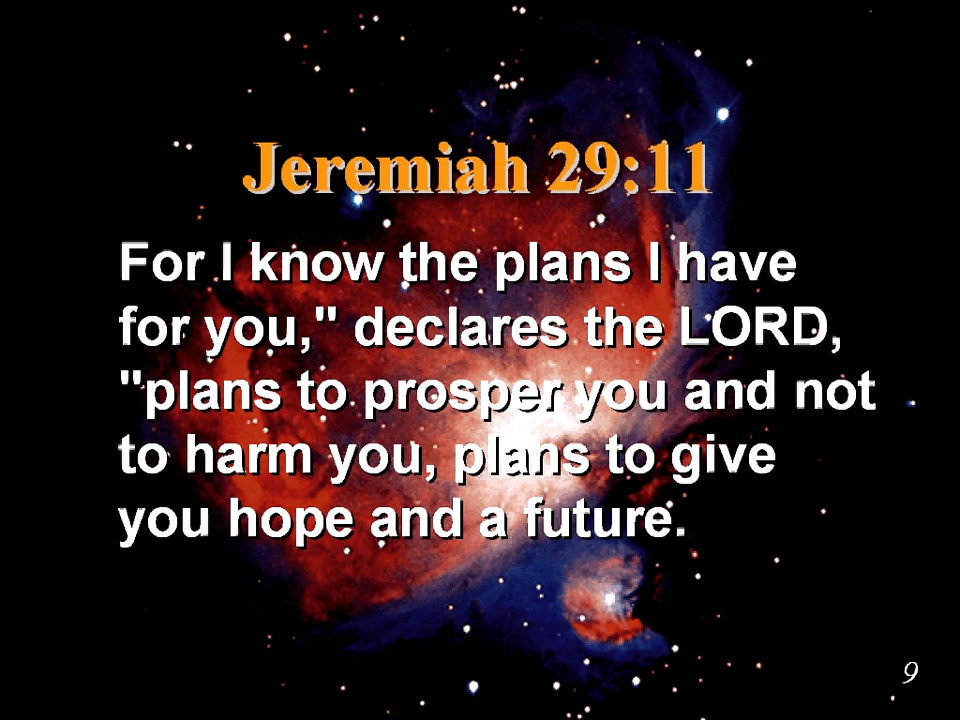 Jeremiah 29:11
For I know the plans I have
for you," declares the LORD,
"plans to prosper you and not
to harm you, plans to give
you hope and a future.
9